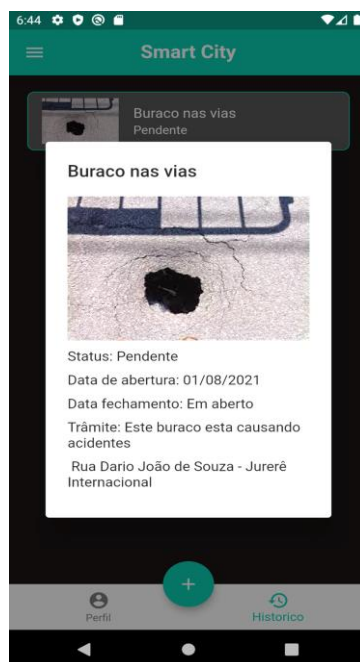 6:44
Smart City
Buraco nas vias
Pendente
Buraco nas vias
Status: Pendente
Data de abertura: 01/08/2021
Data fechamento: Em aberto
Trâmite: Este buraco esta causando
acidentes
Rua Dario João de Souza - Jurerê
Internacional
+
Perfil
Historico